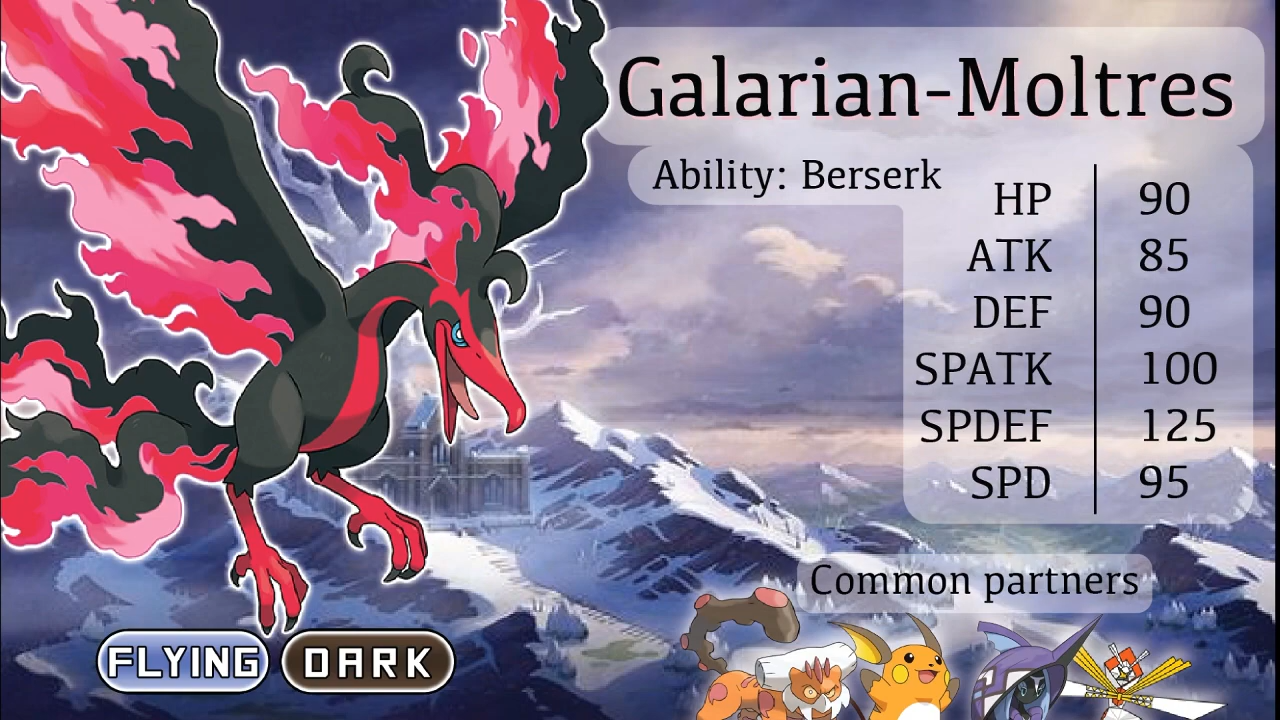 Galarian-Moltres
Ability: Berserk
HP 90
ATK 85
DEF 90
SPATK 100
SPDEF 125
SPD 95
Common partners
FLYING DARK